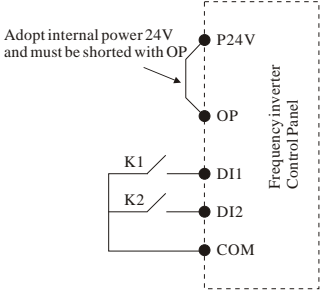 Adopt internal power 24V
and must be shorted with OP
P24V
OP
K1
DI1
K2
DI2
COM
Frequency inverter
Control Panel